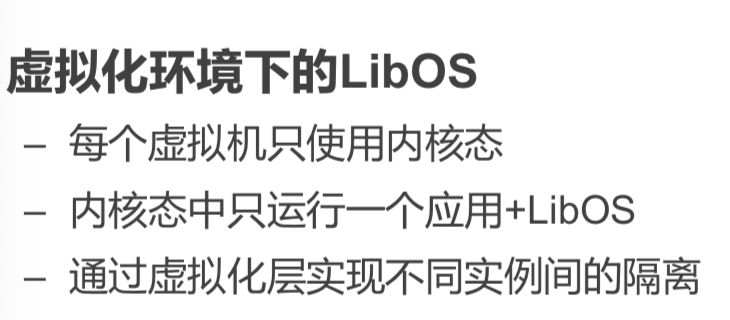 虚拟化环境下的LibOS
– 每个虚拟机只使用内核态
– 内核态中只运行一个应用+LibOS
– 通过虚拟化层实现不同实例间的隔离